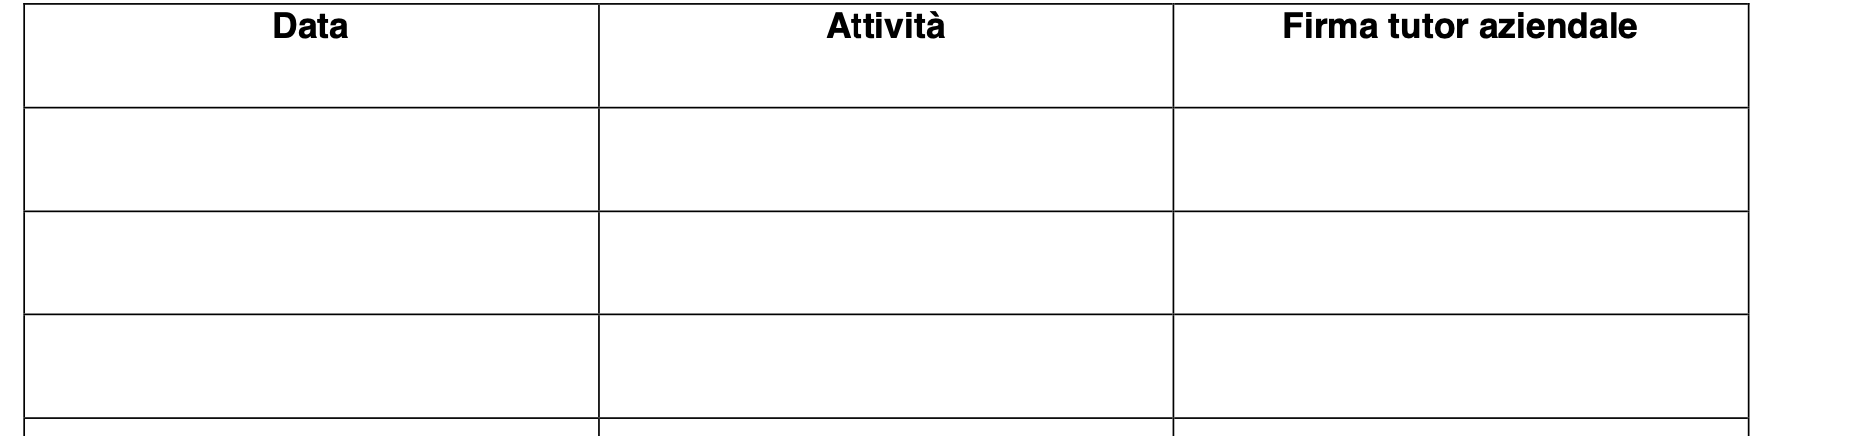 Data
Attività
Firma tutor aziendale